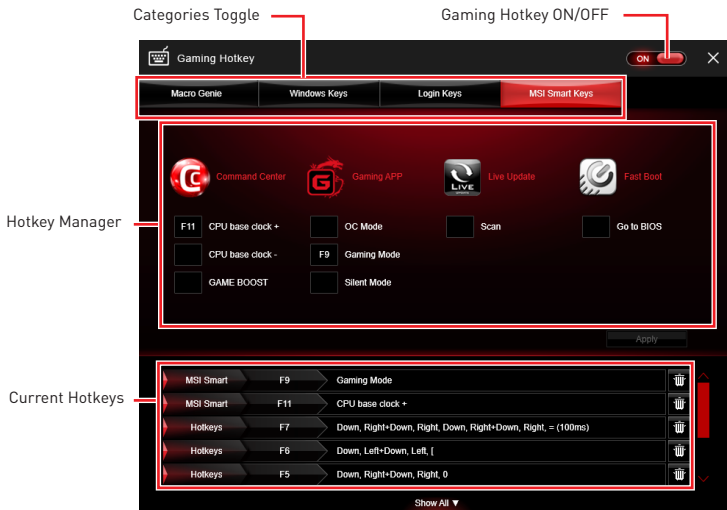 Categories Toggle
Gaming Hotkey ON/OFF
Gaming Hotkey
ON
Macro Genie
Windows Keys
Login Keys
MSI Smart Keys
Command Center
Gaming APP
LIVE
UPDATE
Live Update
Fast Boot
Hotkey Manager
F11 CPU base clock +
OC Mode
Scan
Go to BIOS
CPU base clock -
F9 Gaming Mode
GAME BOOST
Silent Mode
Apply
Current Hotkeys
MSI Smart F9 Gaming Mode
MSI Smart F11 CPU base clock +
Hotkeys F7 Down, Right+Down, Right, Down, Right+Down, Right, = (100ms)
Hotkeys F6 Down, Left+Down, Left, [
Hotkeys F5 Down, Right+Down, Right, 0
Show All ▼